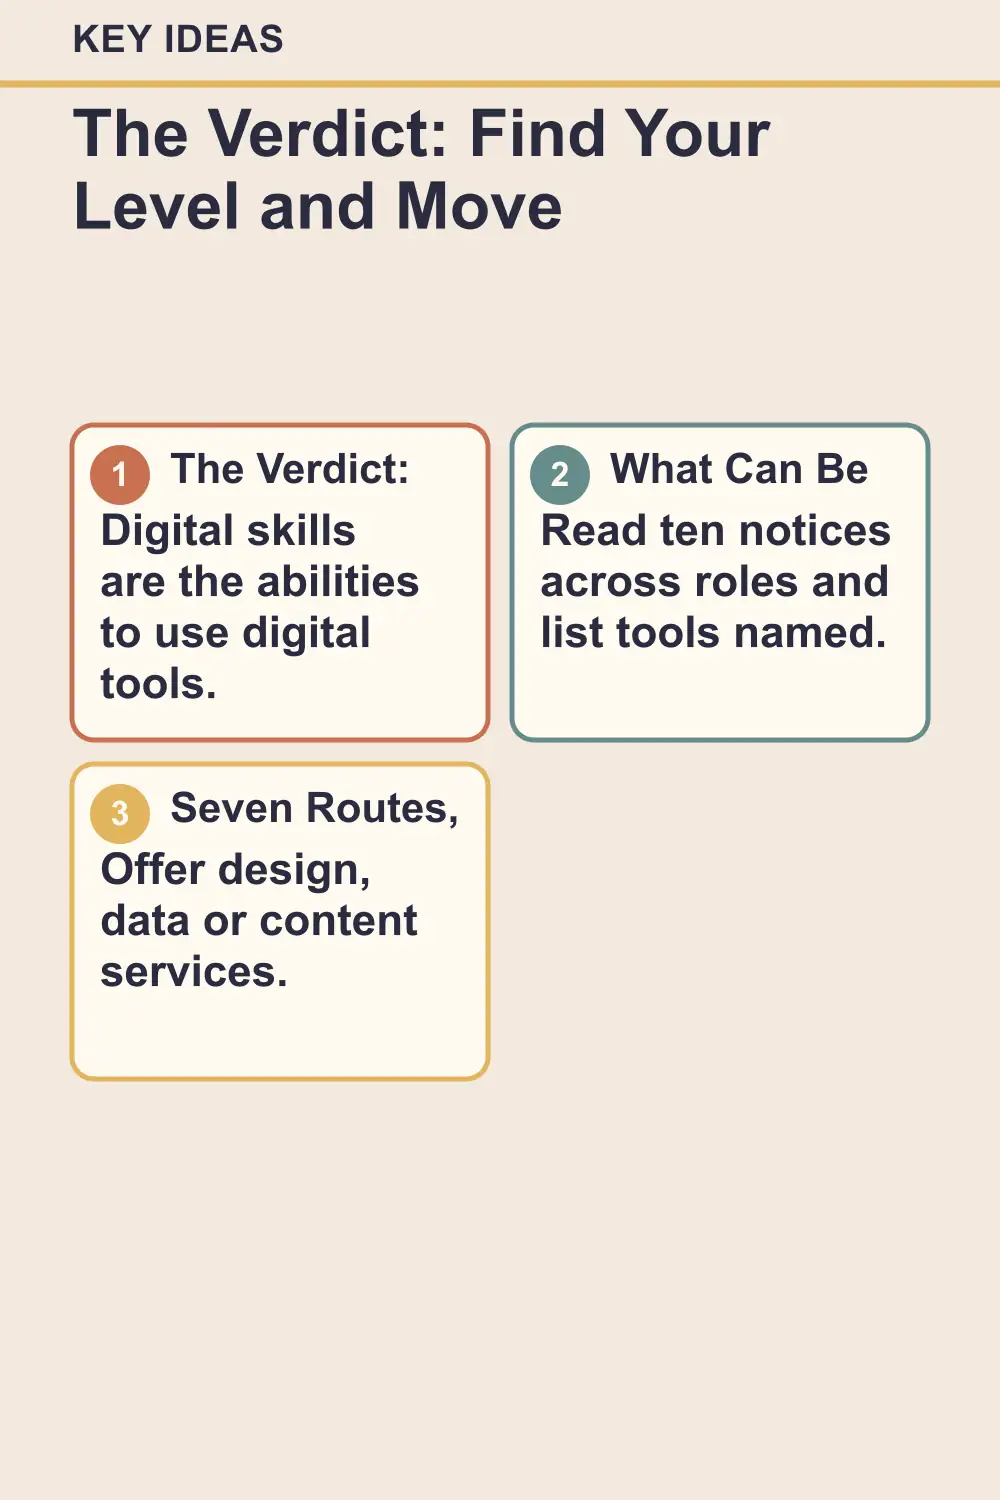 KEY IDEAS
The Verdict: Find Your
Level and Move
1 The Verdict:
Digital skills
are the abilities
to use digital
tools.
2 What Can Be
Read ten notices
across roles and
list tools named.
3 Seven Routes,
Offer design,
data or content
services.